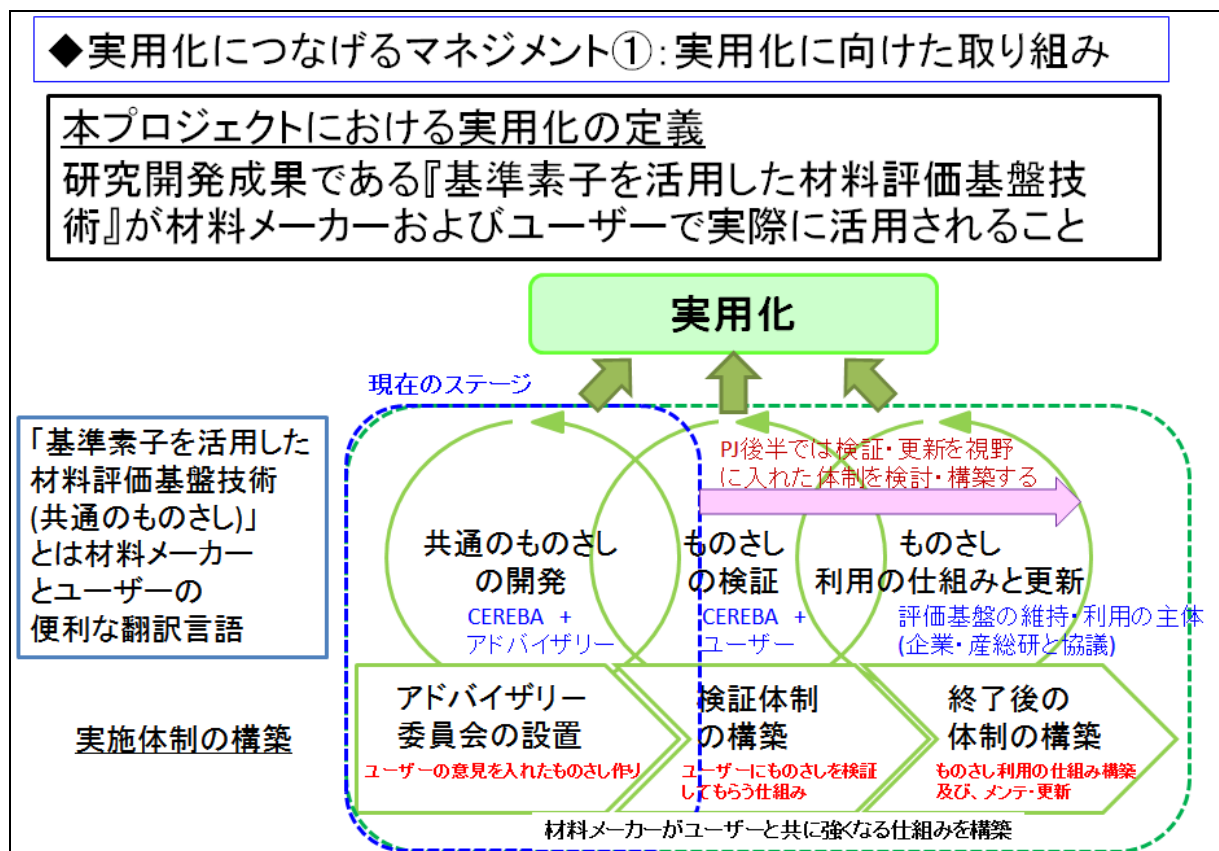 ◆実用化につなげるマネジメント①:実用化に向けた取り組み
本プロジェクトにおける実用化の定義
研究開発成果である『基準素子を活用した材料評価基盤技
術』が材料メーカーおよびユーザーで実際に活用されること
実用化
現在のステージ
「基準素子を活用した
材料評価基盤技術
(共通のものさし)」
とは材料メーカー
とユーザーの
便利な翻訳言語
PJ後半では検証・更新を視野
に入れた体制を検討・構築する
共通のものさし
の開発
CEREBA +
アドバイザリー
ものさし
の検証
CEREBA +
ユーザー
ものさし
利用の仕組みと更新
評価基盤の維持・利用の主体
(企業・産総研と協議)
実施体制の構築
アドバイザリー
委員会の設置
ユーザーの意見を入れたものさし作り
検証体制
の構築
ユーザーにものさしを検証
してもらう仕組み
終了後の
体制の構築
ものさし利用の仕組み構築
及び、メンテ・更新
材料メーカーがユーザーと共に強くなる仕組みを構築